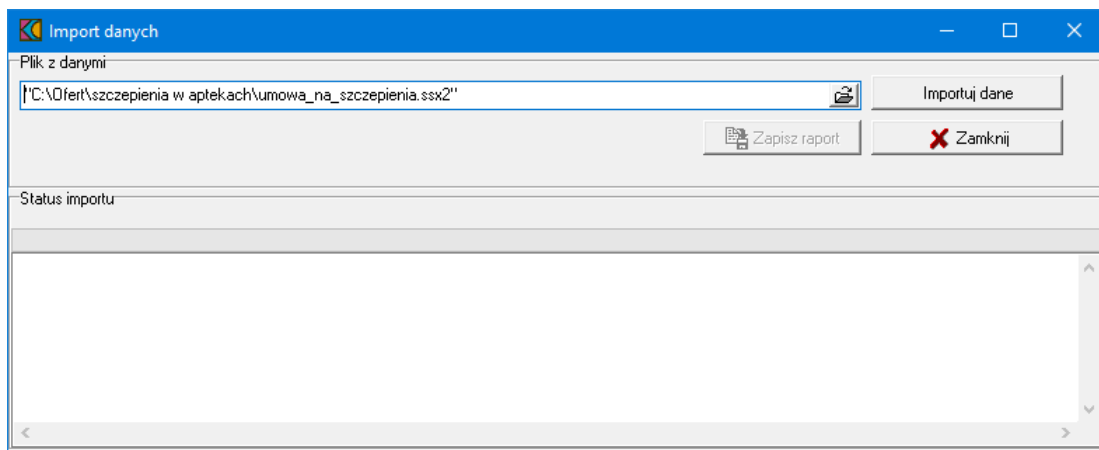 Import danych
Plik z danymi
"C:\Ofert\szczepienia w aptekach\umowa_na_szczepienia.ssx2"
Importuj dane
Zapisz raport
Zamknij
Status importu